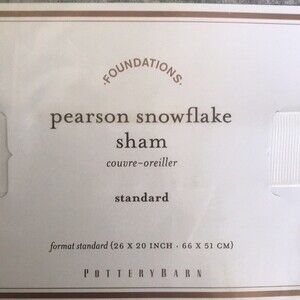 ·FOUNDATIONS·
pearson snowflake
sham
couvre-oreiller
standard
format standard (26 X 20 INCH · 66 X 51 CM)
POTTERYBARN